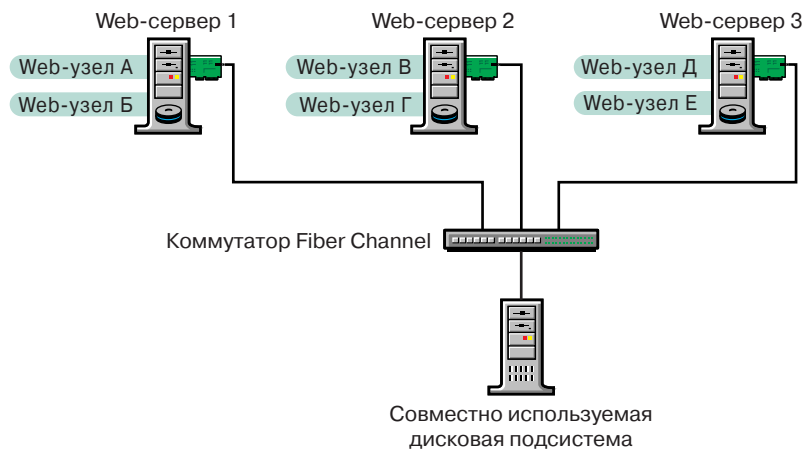 Web-сервер 1
Web-сервер 2
Web-сервер 3
Web-узел А
Web-узел Б
Web-узел В
Web-узел Г
Web-узел Д
Web-узел Е
Коммутатор Fiber Channel
Совместно используемая
дисковая подсистема